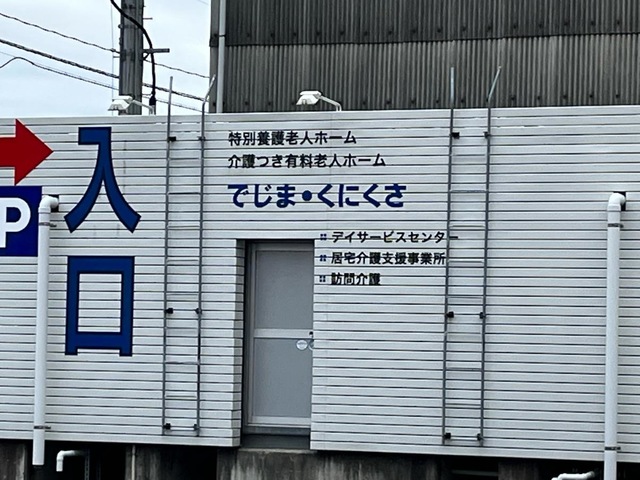 P
入口
特別養護老人ホーム
介護つき有料老人ホーム
でじま・くにくさ
デイサービスセンター
居宅介護支援事業所
訪問介護